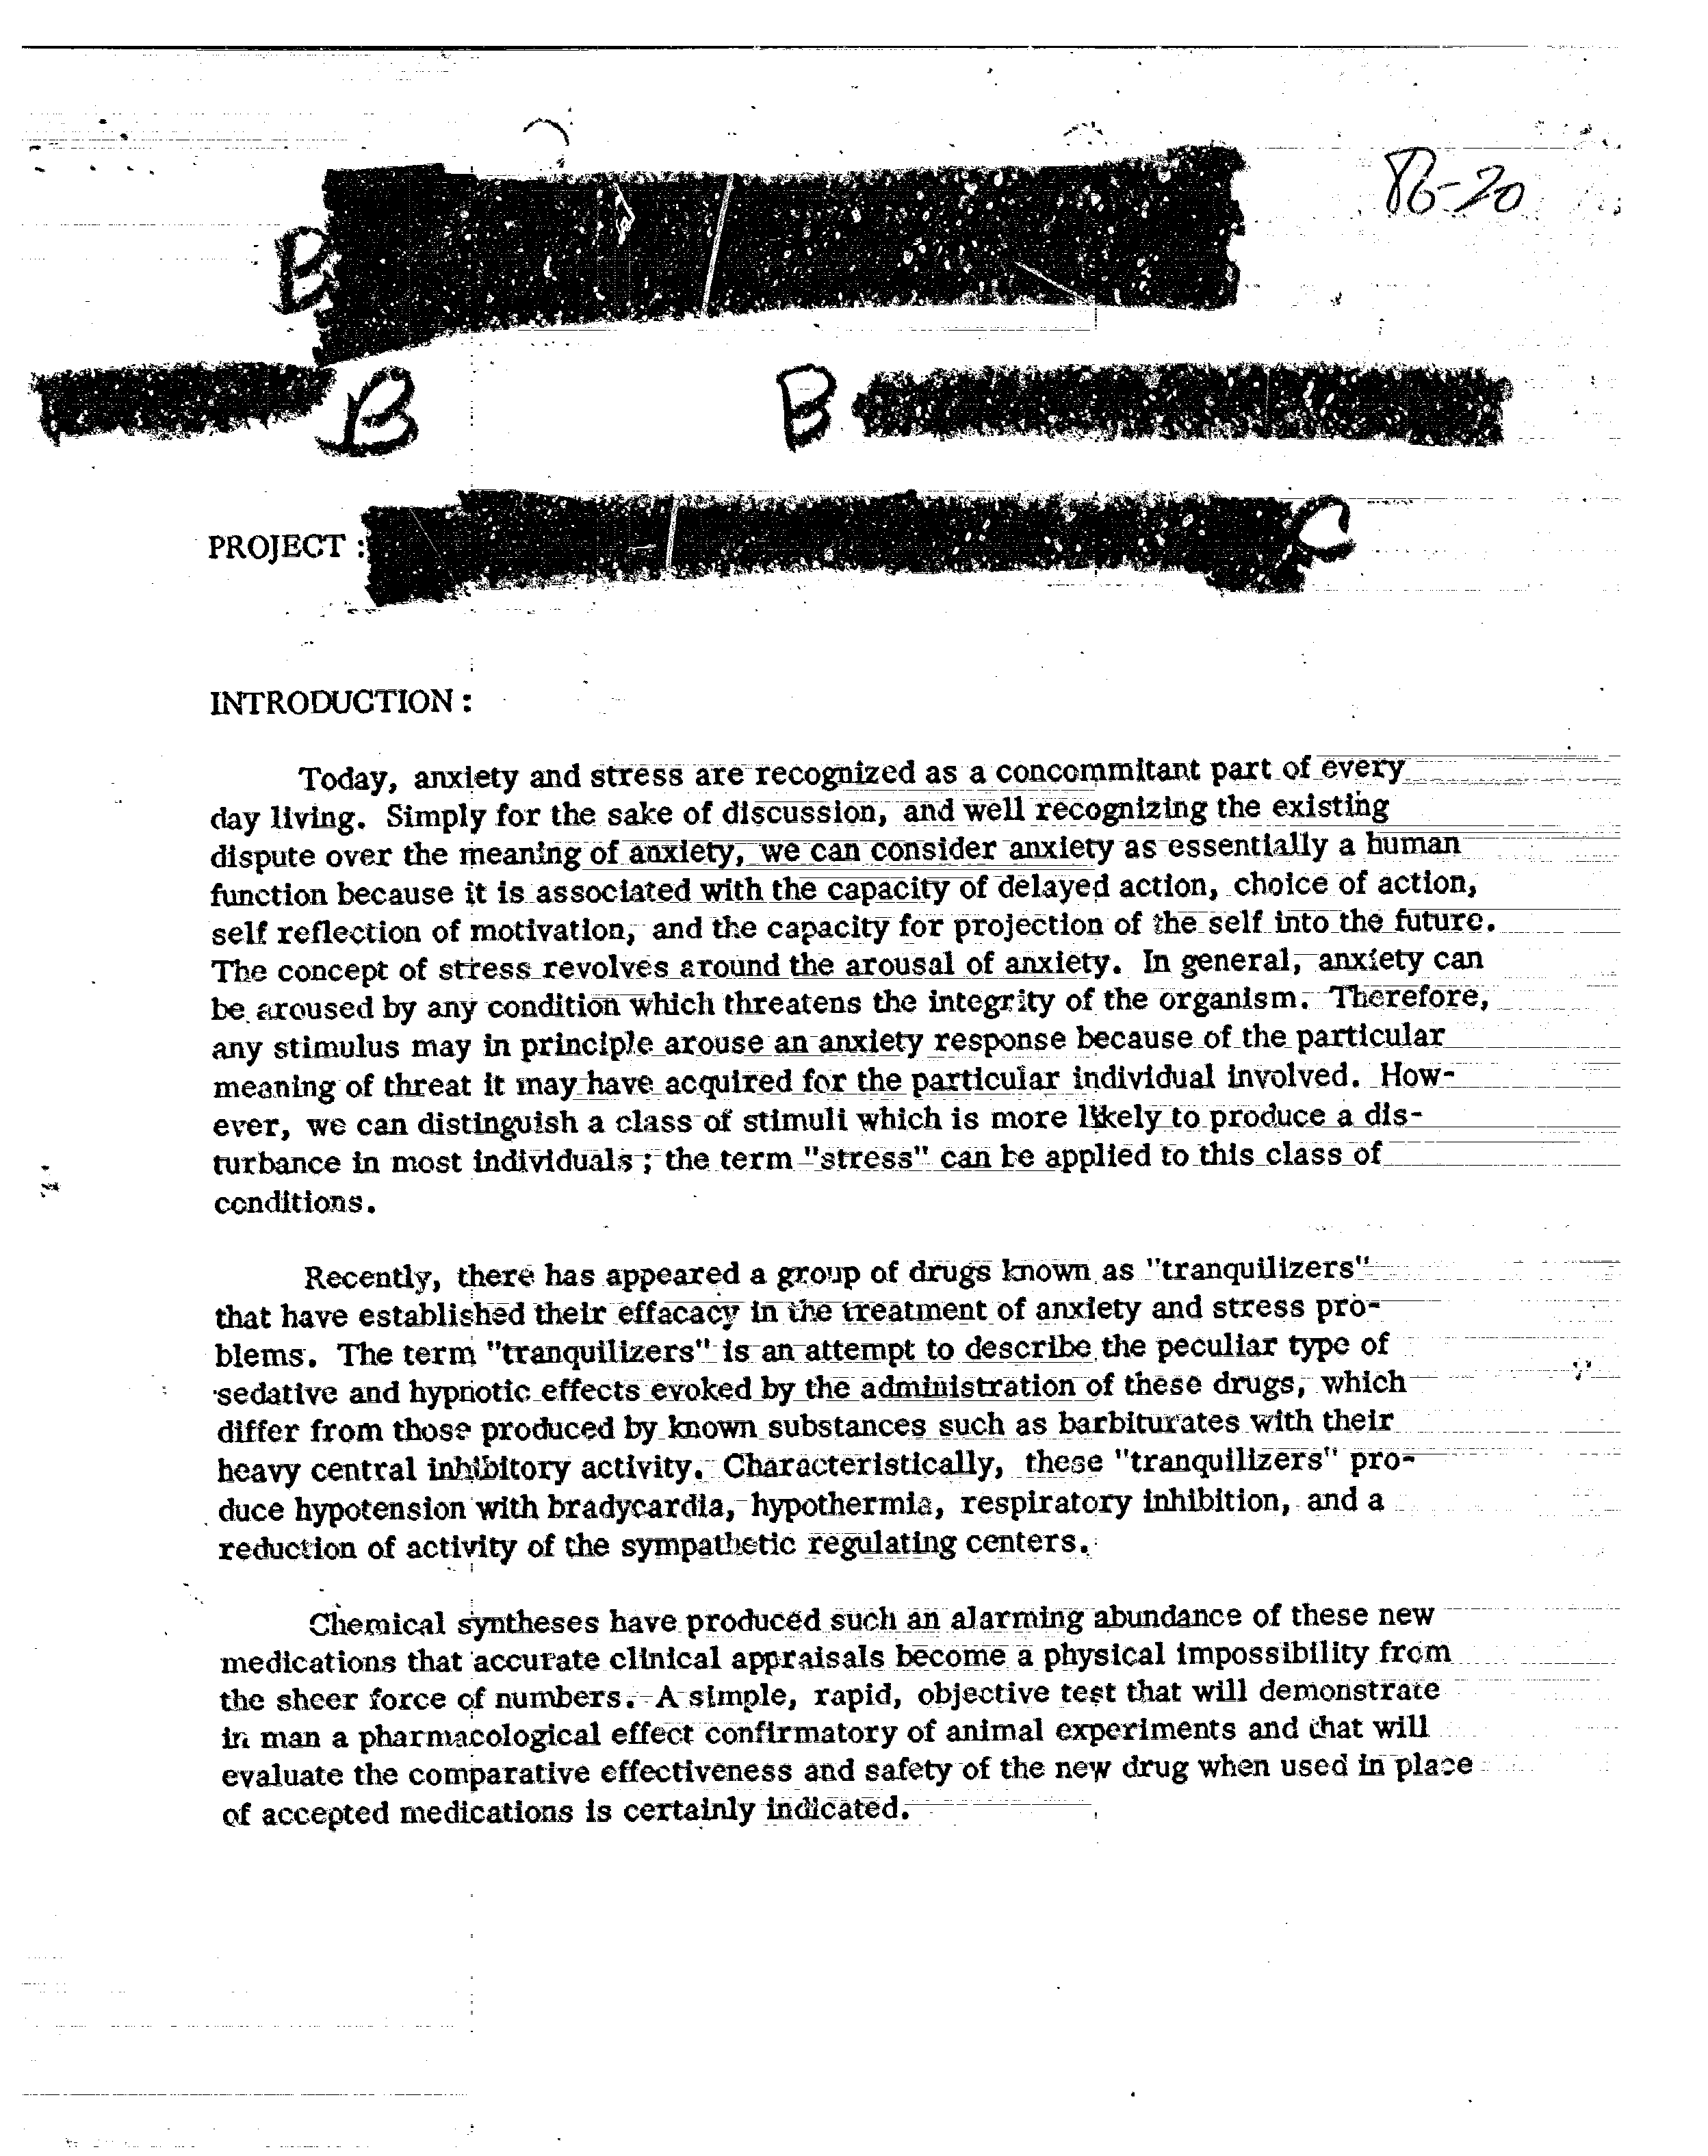 86-20
B
B
B
PROJECT :
C
INTRODUCTION :
Today, anxiety and stress are recognized as a concommitant part of every
day living. Simply for the sake of discussion, and well recognizing the existing
dispute over the meaning of anxiety, we can consider anxiety as essentially a human
function because it is associated with the capacity of delayed action, choice of action,
self reflection of motivation, and the capacity for projection of the self into the future.
The concept of stress revolves around the arousal of anxiety. In general, anxiety can
be aroused by any condition which threatens the integrity of the organism. Therefore,
any stimulus may in principle arouse an anxiety response because of the particular
meaning of threat it may have acquired for the particular individual involved. How-
ever, we can distinguish a class of stimuli which is more likely to produce a dis-
turbance in most individuals ; the term "stress" can be applied to this class of
conditions.
Recently, there has appeared a group of drugs known as "tranquilizers"
that have established their effacacy in the treatment of anxiety and stress pro-
blems. The term "tranquilizers" is an attempt to describe the peculiar type of
sedative and hypnotic effects evoked by the administration of these drugs, which
differ from those produced by known substances such as barbiturates with their
heavy central inhibitory activity. Characteristically, these "tranquilizers" pro-
duce hypotension with bradycardia, hypothermia, respiratory inhibition, and a
reduction of activity of the sympathetic regulating centers.
Chemical syntheses have produced such an alarming abundance of these new
medications that accurate clinical appraisals become a physical impossibility from
the sheer force of numbers. A simple, rapid, objective test that will demonstrate
in man a pharmacological effect confirmatory of animal experiments and that will
evaluate the comparative effectiveness and safety of the new drug when used in place
of accepted medications is certainly indicated.